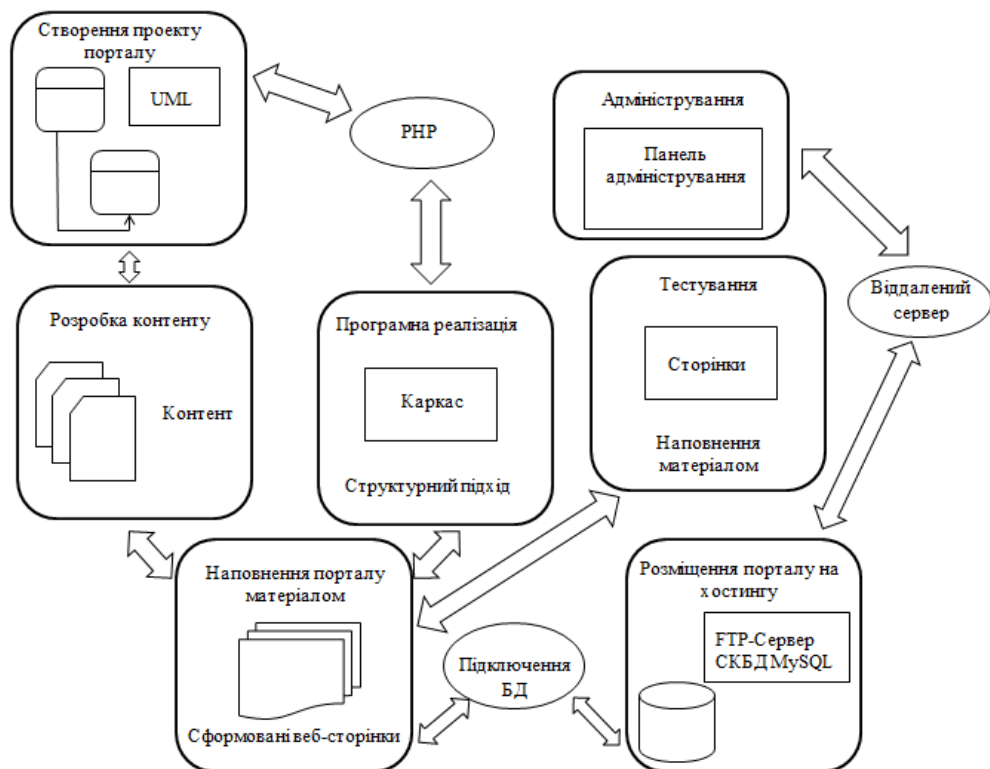 Створення проекту
порталу
UML
PHP
Адміністрування
Панель
адміністрування
Розробка контенту
Контент
Програмна реалізація
Каркас
Структурний підхід
Тестування
Сторінки
Наповнення
матеріалом
Віддалений
сервер
Наповнення порталу
матеріалом
Сформовані веб-сторінки
Підключення
БД
Розміщення порталу на
хостингу
FTP-Сервер
СКБД MySQL